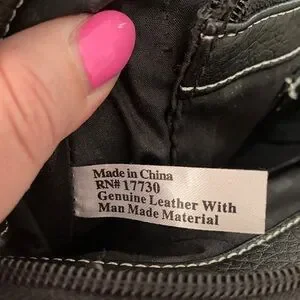 Made in China
RN# 17730
Genuine Leather With
Man Made Material